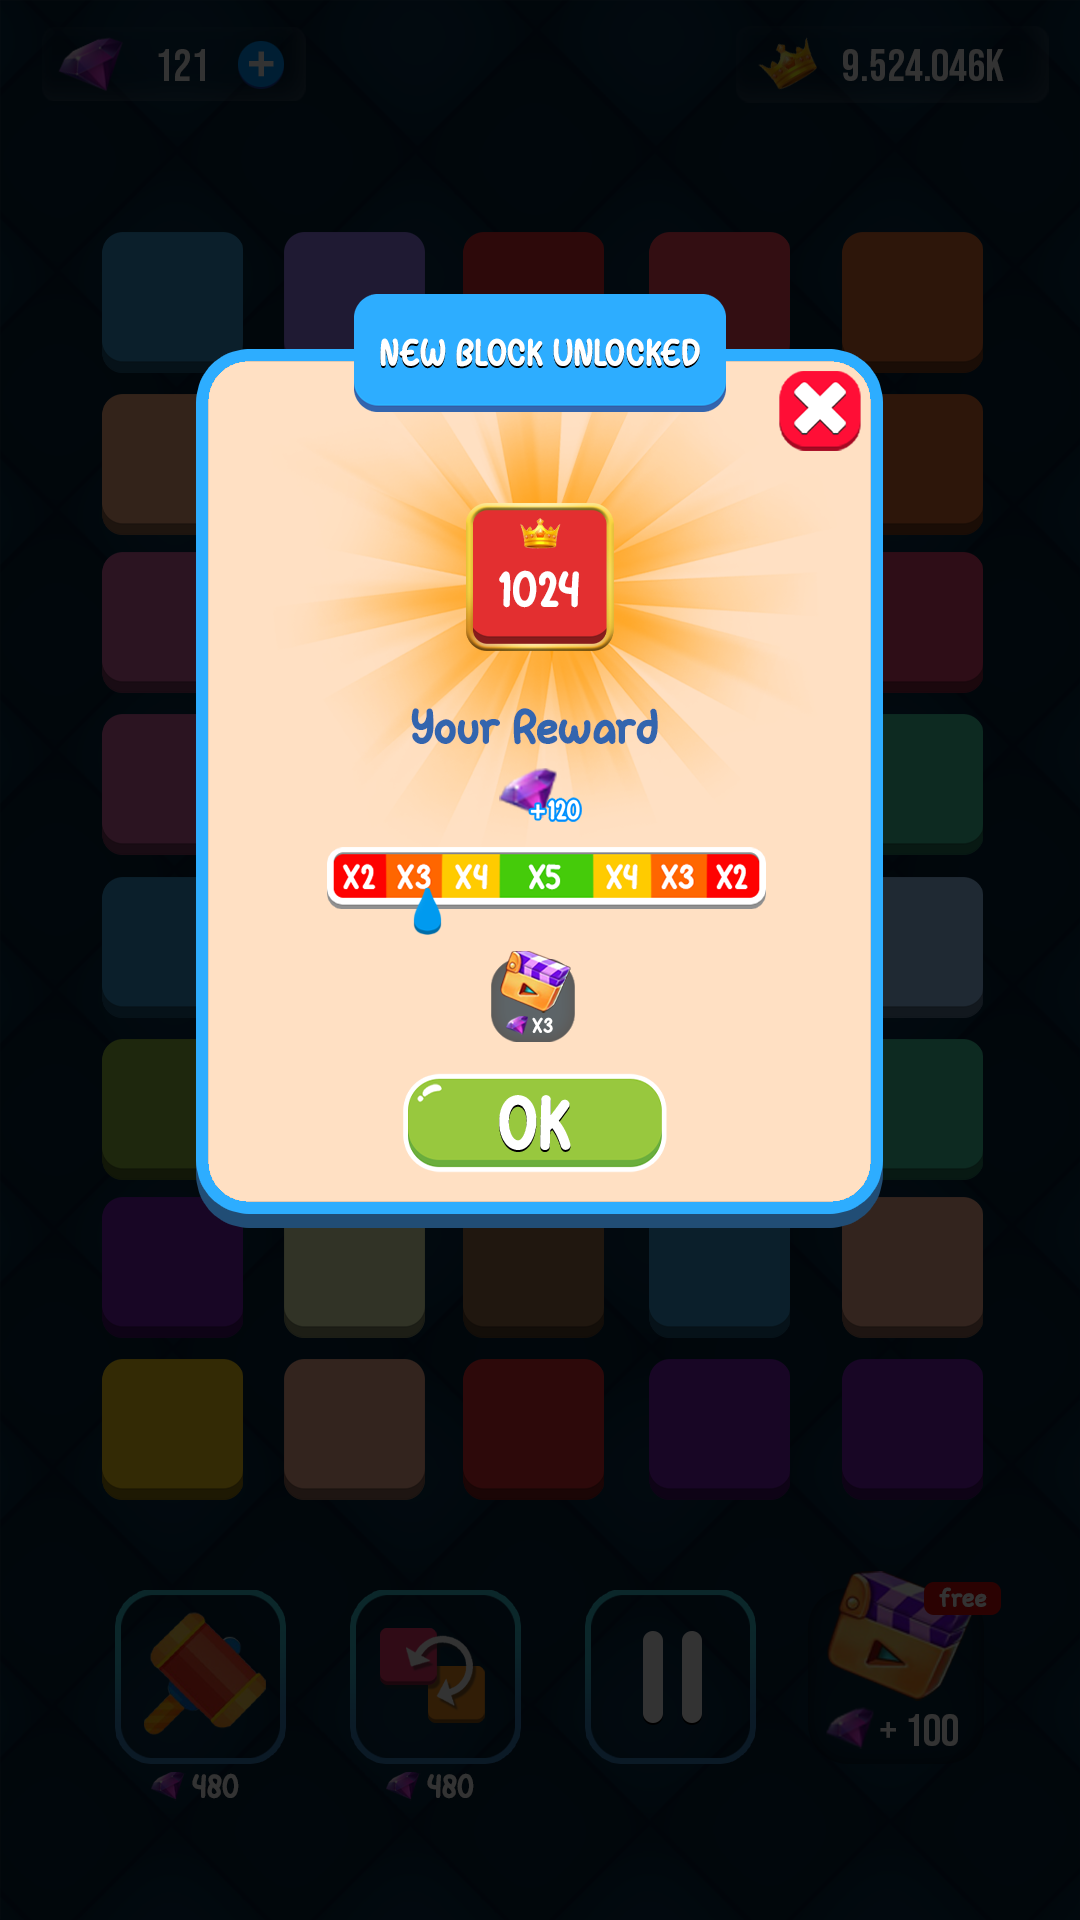 121
9.524.046K
NEW BLOCK UNLOCKED
1024
Your Reward
+120
X2 X3 X4 X5 X4 X3 X2
X3
OK
free
+ 100
480
480